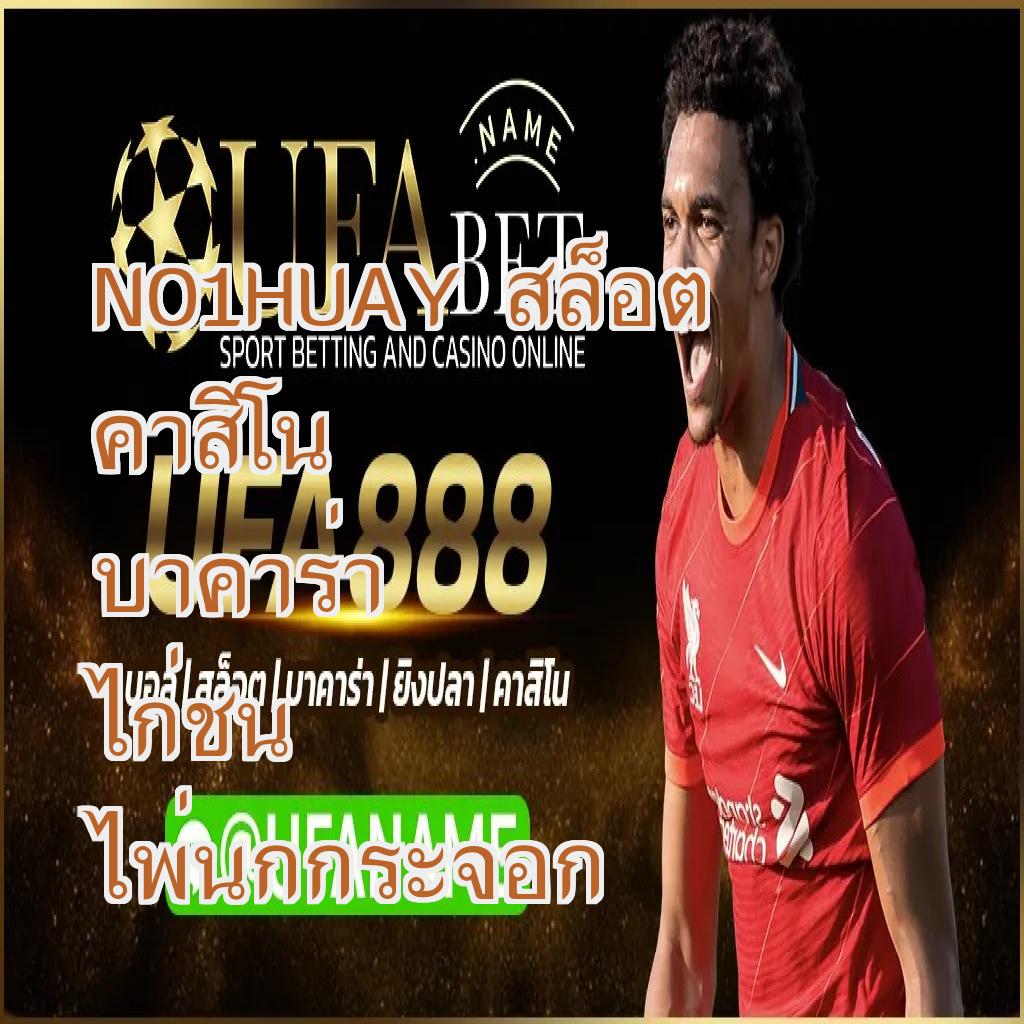 .NAME
UFABET
NO1HUAY สล็อต
SPORT BETTING AND CASINO ONLINE
คาสิโน
UFA888
บาคาร่า
บอล | สล็อต | บาคาร่า | ยิงปลา | คาสิโน
ไก่ชน
@UFANAME
ไพ่นกกระจอก